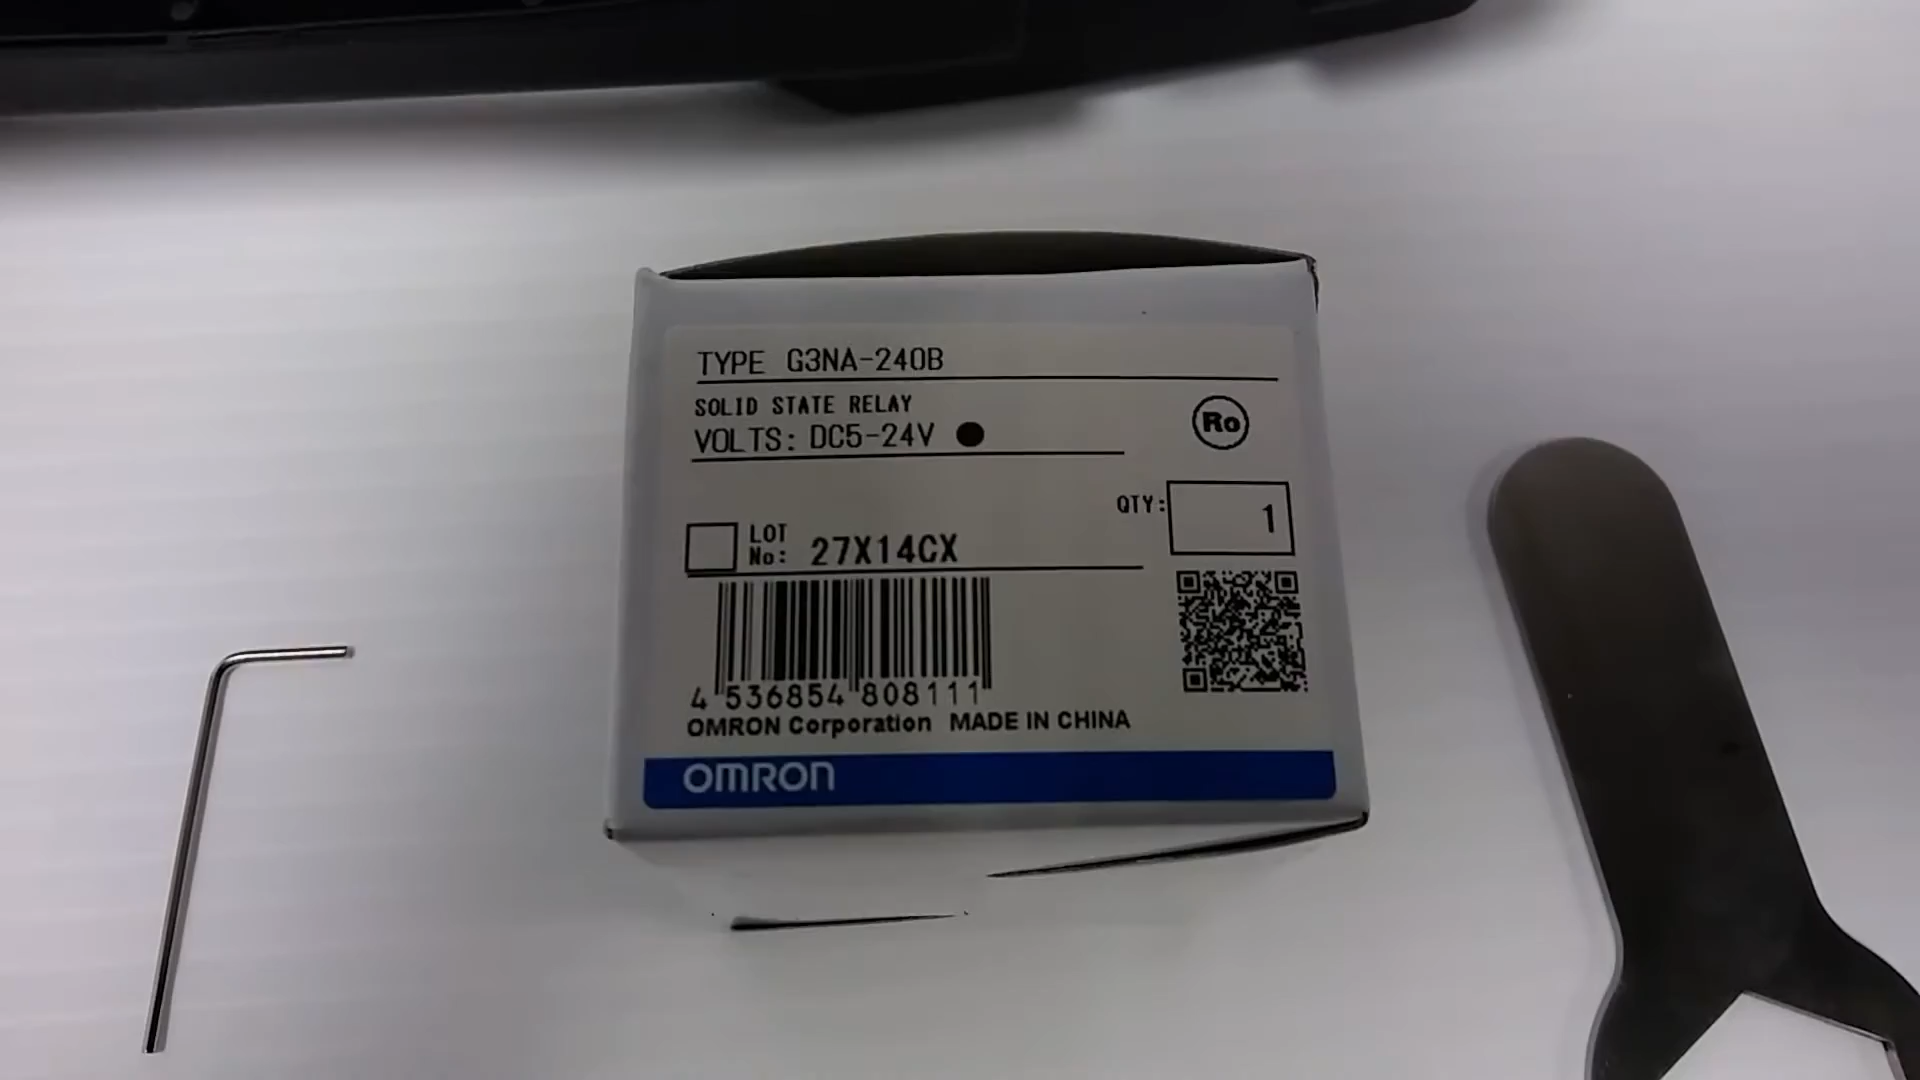 TYPE G3NA-240B
SOLID STATE RELAY
VOLTS: DC5-24V
Ro
QTY: 1
LOT No: 27X14CX
4 536854 808111
OMRON Corporation MADE IN CHINA
OMRON